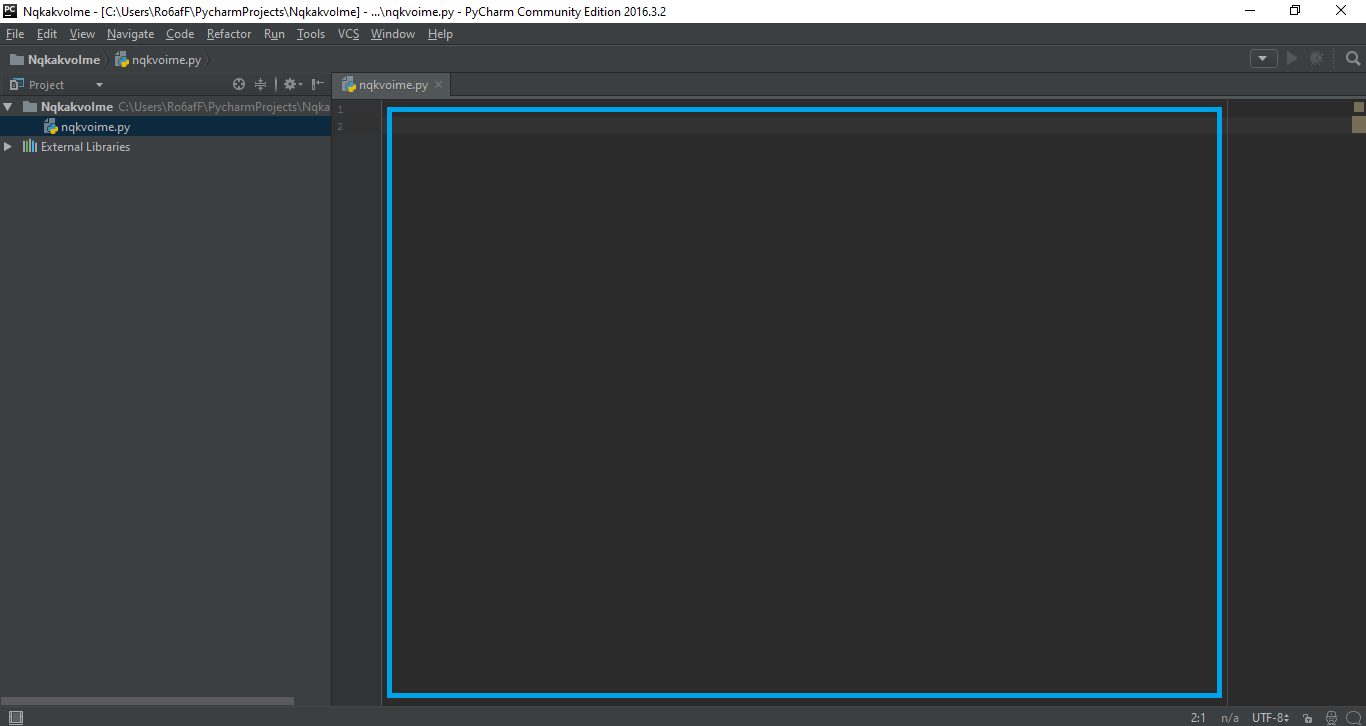 Nqkakvolme - [C:\Users\Ro6afF\PycharmProjects\Nqkakvolme] - ...\nqkvoime.py - PyCharm Community Edition 2016.3.2
File Edit View Navigate Code Refactor Run Tools VCS Window Help
Nqkakvolme nqkvoime.py
Project
nqkvoime.py
Nqkakvolme C:\Users\Ro6afF\PycharmProjects\Nqka
1
nqkvoime.py
2
External Libraries
2:1 n/a UTF-8